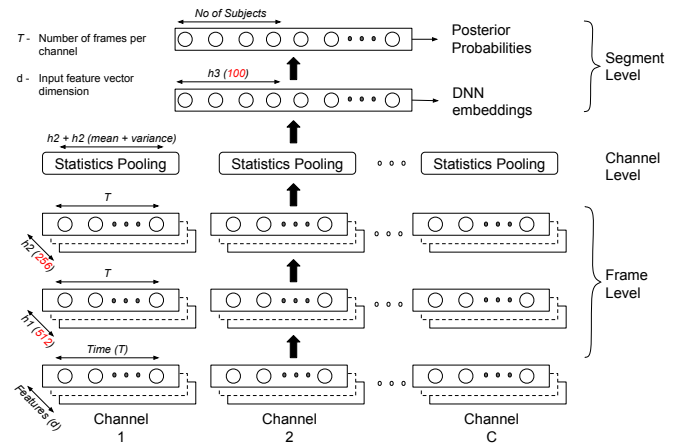 No of Subjects
T - Number of frames per channel
Posterior Probabilities
Segment Level
d - Input feature vector dimension
h3 (100)
DNN embeddings
h2 + h2 (mean + variance)
Statistics Pooling
Statistics Pooling
Statistics Pooling
Channel Level
T
h2 (256)
T
h1 (512)
Frame Level
Time (T)
Features (d)
Channel 1
Channel 2
Channel C